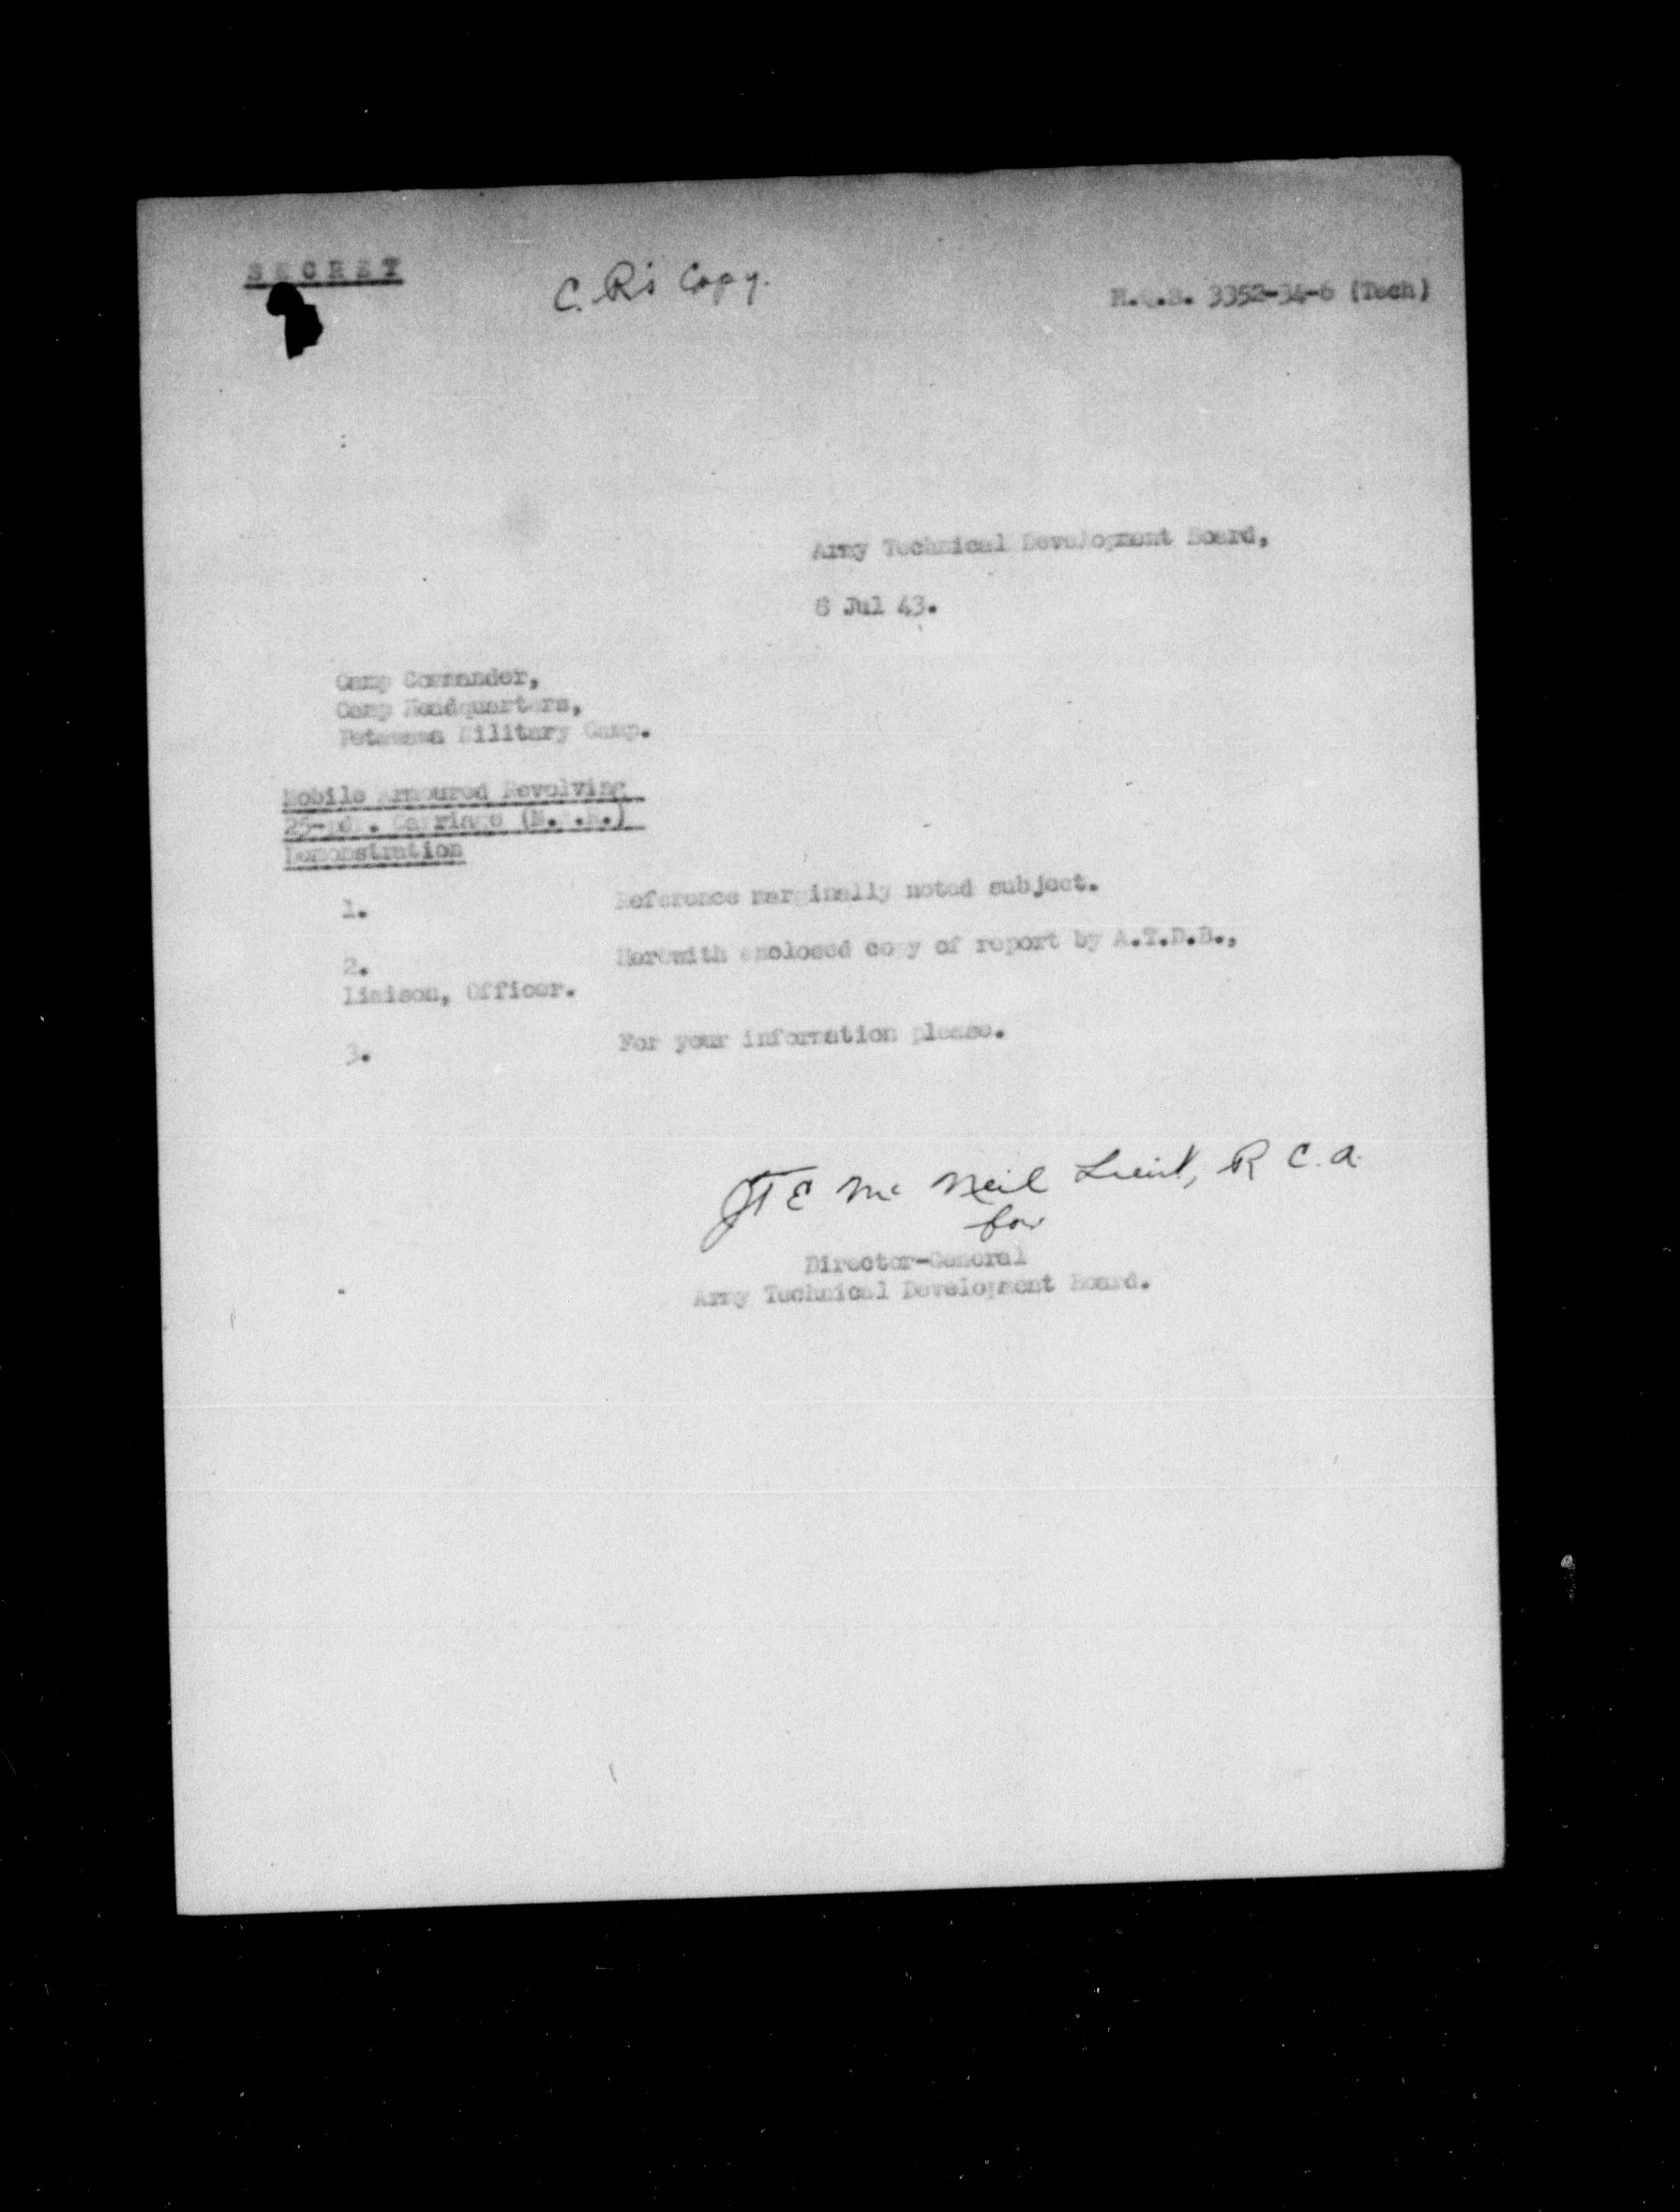 SECRET
C. R's Copy.
H.Q.S. 3352-34-6 (Tech)
Army Technical Development Board,
8 Jul 43.
Camp Commander,
Camp Headquarters,
Petawawa Military Camp.
Mobile Armoured Revolving
25-pdr. Carriage
Demonstration
1. Reference marginally noted subject.
2. Herewith enclosed copy of report by A.T.D.B.,
Liaison, Officer.
3. For your information please.
E Mc Neil Lieut, R C.A.
for
Director-General
Army Technical Development Board.